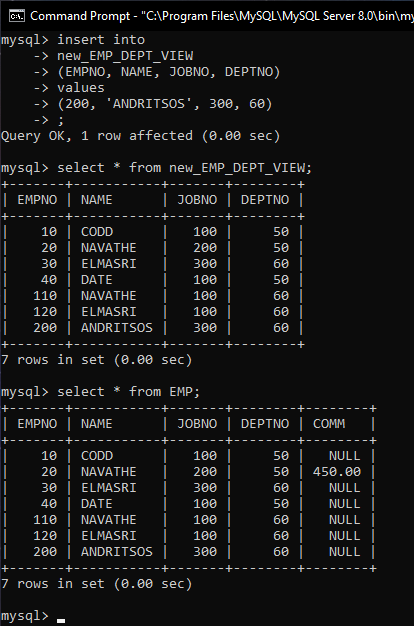 Command Prompt - "C:\Program Files\MySQL\MySQL Server 8.0\bin\my
mysql> insert into
    -> new_EMP_DEPT_VIEW
    -> (EMPNO, NAME, JOBNO, DEPTNO)
    -> values
    -> (200, 'ANDRITSOS', 300, 60)
    -> ;
Query OK, 1 row affected (0.00 sec)

mysql> select * from new_EMP_DEPT_VIEW;
+-------+-----------+-------+--------+
| EMPNO | NAME      | JOBNO | DEPTNO |
+-------+-----------+-------+--------+
|    10 | CODD      |   100 |     50 |
|    20 | NAVATHE   |   200 |     50 |
|    30 | ELMASRI   |   300 |     60 |
|    40 | DATE      |   100 |     50 |
|   110 | NAVATHE   |   100 |     60 |
|   120 | ELMASRI   |   100 |     60 |
|   200 | ANDRITSOS |   300 |     60 |
+-------+-----------+-------+--------+
7 rows in set (0.00 sec)

mysql> select * from EMP;
+-------+-----------+-------+--------+--------+
| EMPNO | NAME      | JOBNO | DEPTNO | COMM   |
+-------+-----------+-------+--------+--------+
|    10 | CODD      |   100 |     50 |   NULL |
|    20 | NAVATHE   |   200 |     50 | 450.00 |
|    30 | ELMASRI   |   300 |     60 |   NULL |
|    40 | DATE      |   100 |     50 |   NULL |
|   110 | NAVATHE   |   100 |     60 |   NULL |
|   120 | ELMASRI   |   100 |     60 |   NULL |
|   200 | ANDRITSOS |   300 |     60 |   NULL |
+-------+-----------+-------+--------+--------+
7 rows in set (0.00 sec)

mysql>